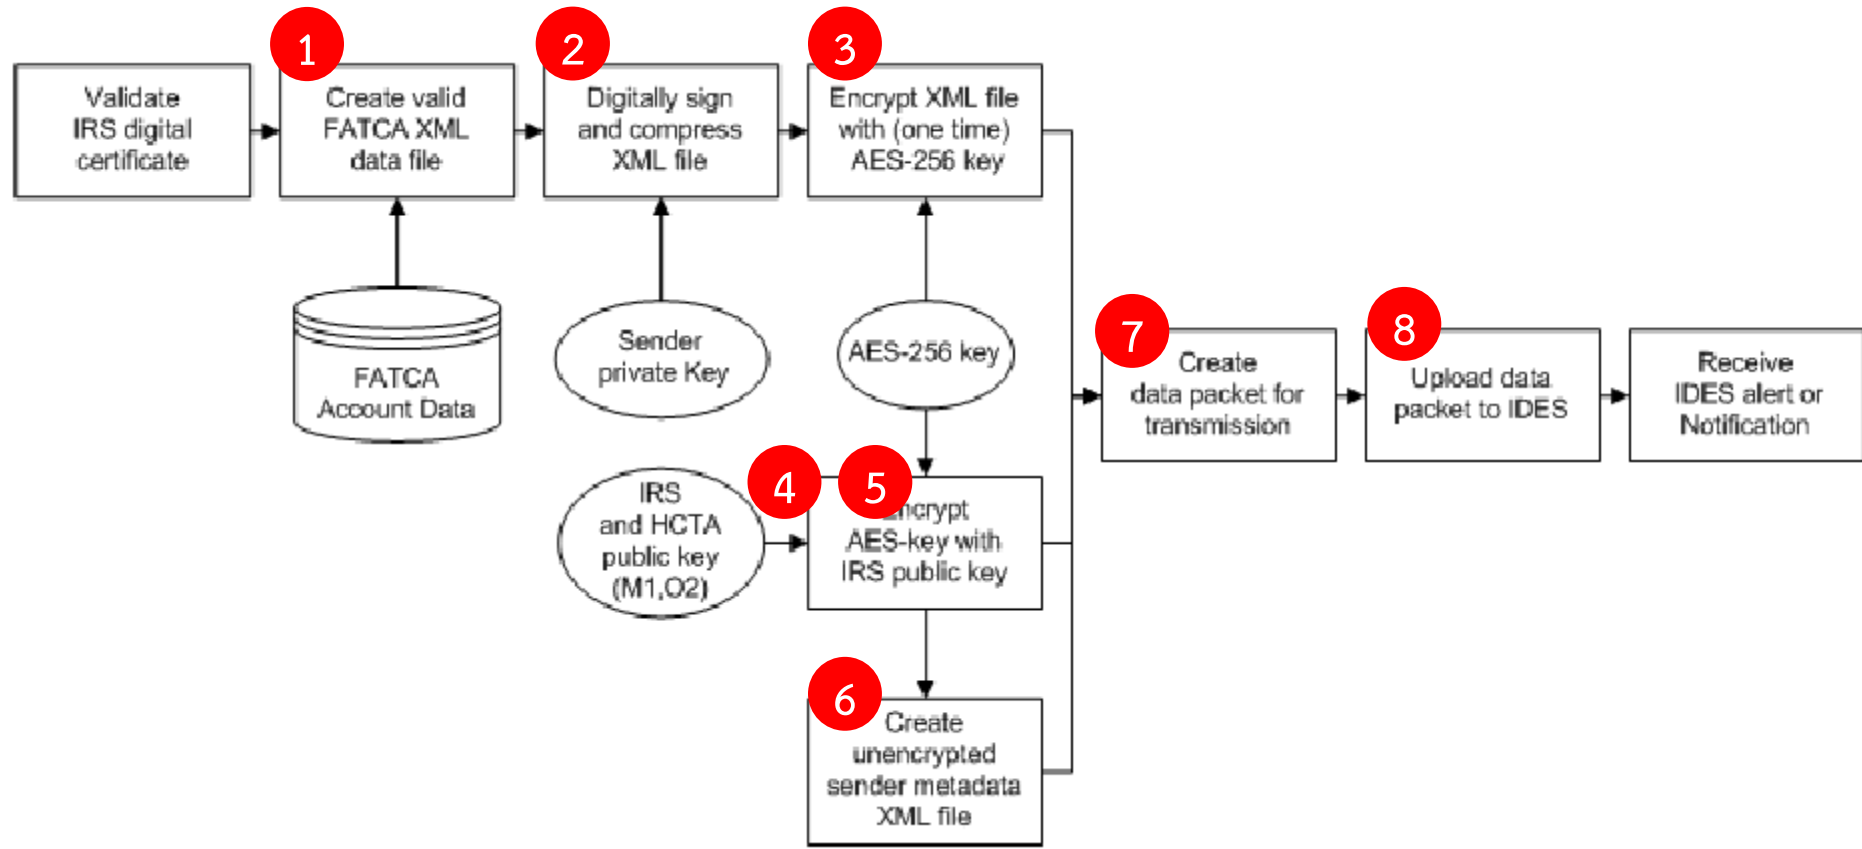 1
Validate
IRS digital
certificate
2
Create valid
FATCA XML
data file
3
Digitally sign
and compress
XML file
Encrypt XML file
with (one time)
AES-256 key
FATCA
Account Data
Sender
private Key
AES-256 key
7
Create
data packet for
transmission
8
Upload data
packet to IDES
Receive
IDES alert or
Notification
IRS
and HCTA
public key
(M1,O2)
4
5
Encrypt
AES-key with
IRS public key
6
Create
unencrypted
sender metadata
XML file